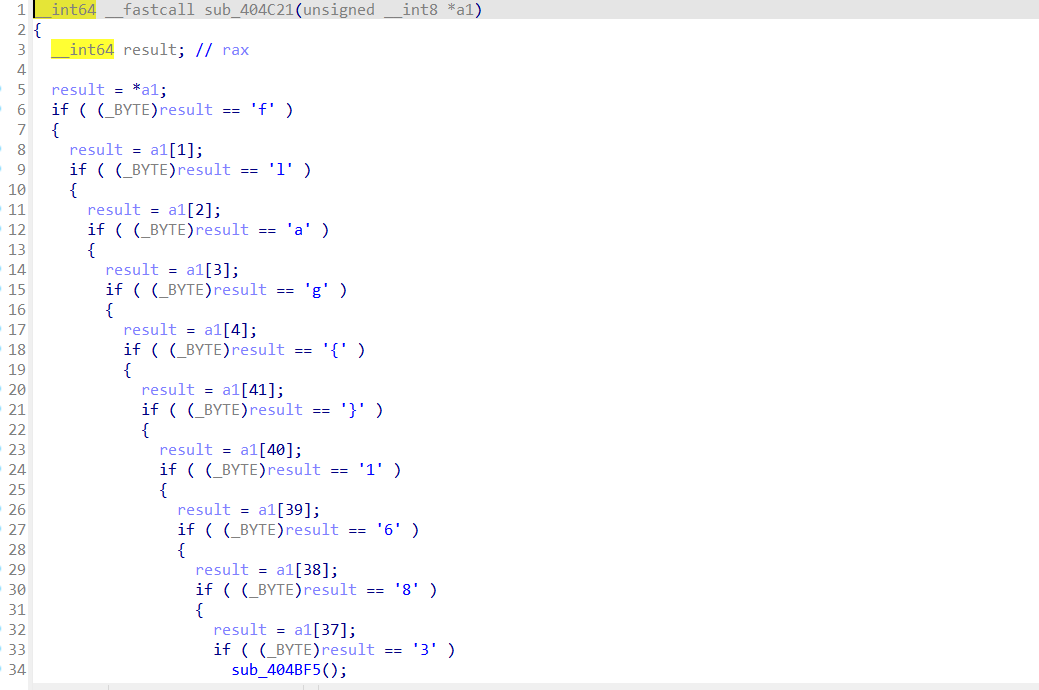 1 __int64 __fastcall sub_404C21(unsigned __int8 *a1)
2 {
3   __int64 result; // rax
4
5   result = *a1;
6   if ( (_BYTE)result == 'f' )
7   {
8     result = a1[1];
9     if ( (_BYTE)result == 'l' )
10     {
11       result = a1[2];
12       if ( (_BYTE)result == 'a' )
13       {
14         result = a1[3];
15         if ( (_BYTE)result == 'g' )
16         {
17           result = a1[4];
18           if ( (_BYTE)result == '{' )
19           {
20             result = a1[41];
21             if ( (_BYTE)result == '}' )
22             {
23               result = a1[40];
24               if ( (_BYTE)result == '1' )
25               {
26                 result = a1[39];
27                 if ( (_BYTE)result == '6' )
28                 {
29                   result = a1[38];
30                   if ( (_BYTE)result == '8' )
31                   {
32                     result = a1[37];
33                     if ( (_BYTE)result == '3' )
34                       sub_404BF5();